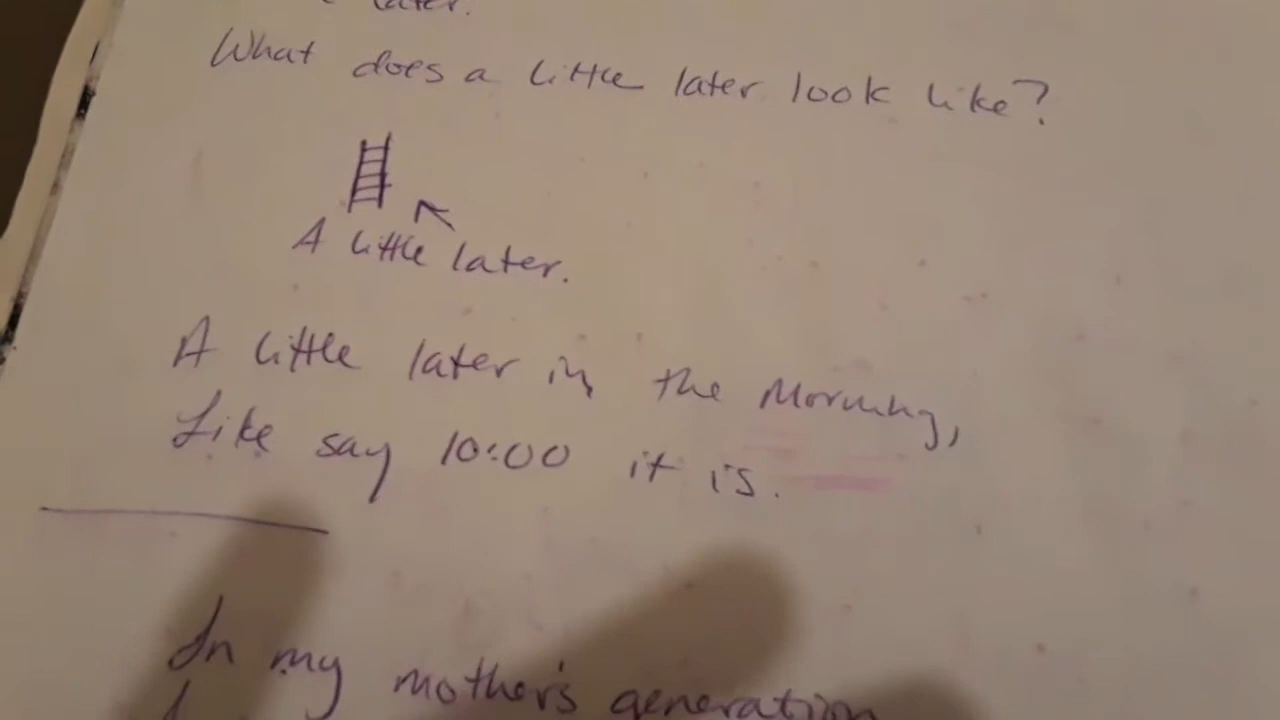 later.
What does a little later look like?
A little later.
A little later in the Morning,
Like say 10:00 it is.
In my mother's generation